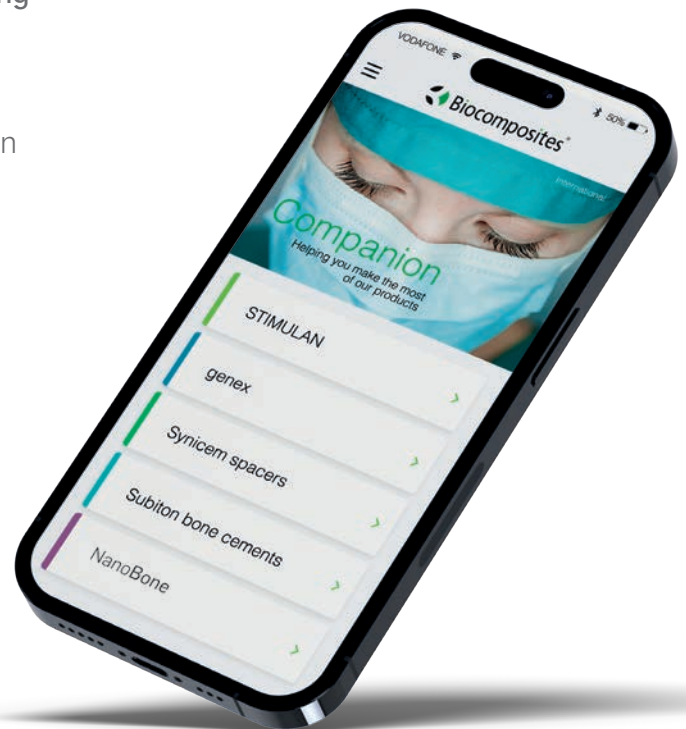 ng
n
VODAFONE
50%
Biocomposites®
international
Companion
Helping you make the most
of our products
STIMULAN
genex
Synicem spacers
Subiton bone cements
NanoBone